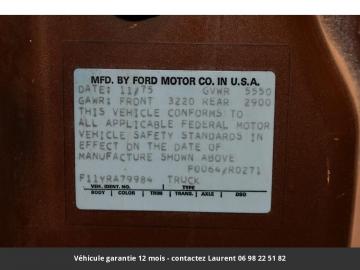 MFD. BY FORD MOTOR CO. IN U.S.A.
DATE: 11/75 GVWR 5550
GAWR: FRONT 3220 REAR 2900
THIS VEHICLE CONFORMS TO
ALL APPLICABLE FEDERAL MOTOR
VEHICLE SAFETY STANDARDS IN
EFFECT ON THE DATE OF
MANUFACTURE SHOWN ABOVE
F0064/R0271
F11YRA79984 TRUCK
VEH. IDENT. NO. TYPE
BODY COLOR TRIM TRANS. AXLE DSO
Véhicule garantie 12 mois - contactez Laurent 06 98 22 51 82